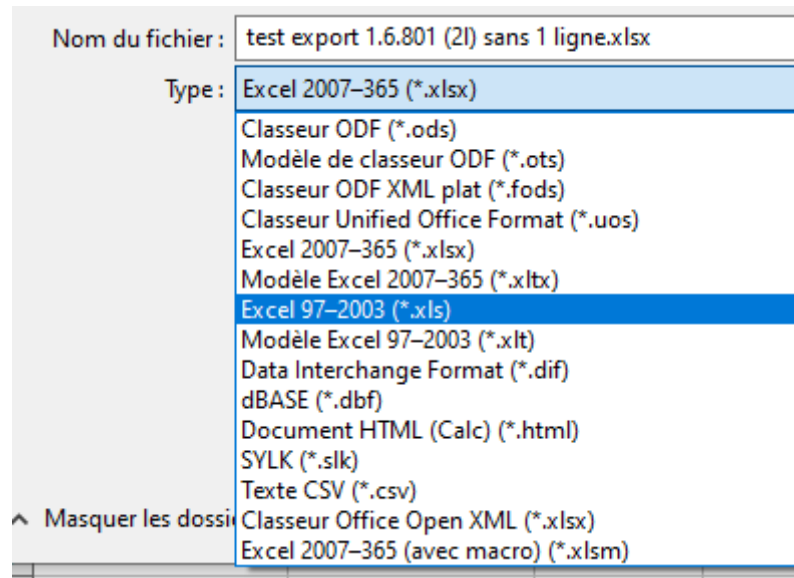 Nom du fichier : test export 1.6.801 (2l) sans 1 ligne.xlsx
Type : Excel 2007–365 (*.xlsx)
Classeur ODF (*.ods)
Modèle de classeur ODF (*.ots)
Classeur ODF XML plat (*.fods)
Classeur Unified Office Format (*.uos)
Excel 2007–365 (*.xlsx)
Modèle Excel 2007–365 (*.xltx)
Excel 97–2003 (*.xls)
Modèle Excel 97–2003 (*.xlt)
Data Interchange Format (*.dif)
dBASE (*.dbf)
Document HTML (Calc) (*.html)
SYLK (*.slk)
Texte CSV (*.csv)
Masquer les dossi
Classeur Office Open XML (*.xlsx)
Excel 2007–365 (avec macro) (*.xlsm)